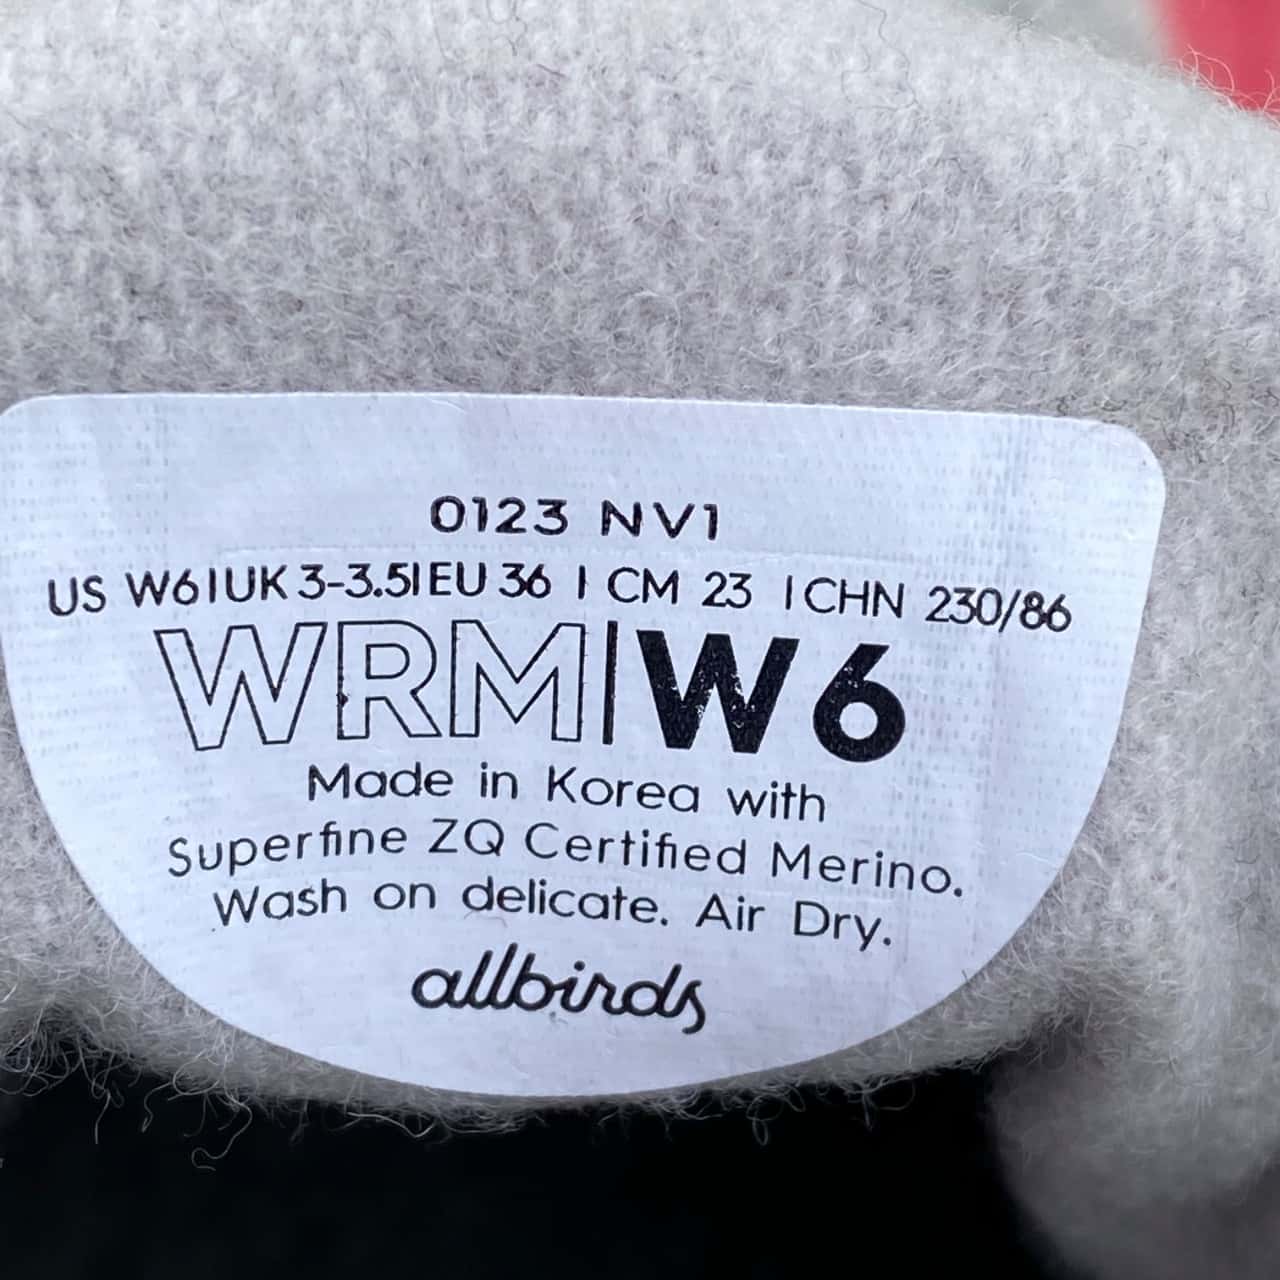 0123 NV1
US W6|UK 3-3.5|EU 36 | CM 23 | CHN 230/86
WRM|W6
Made in Korea with
Superfine ZQ Certified Merino.
Wash on delicate. Air Dry.
allbirds